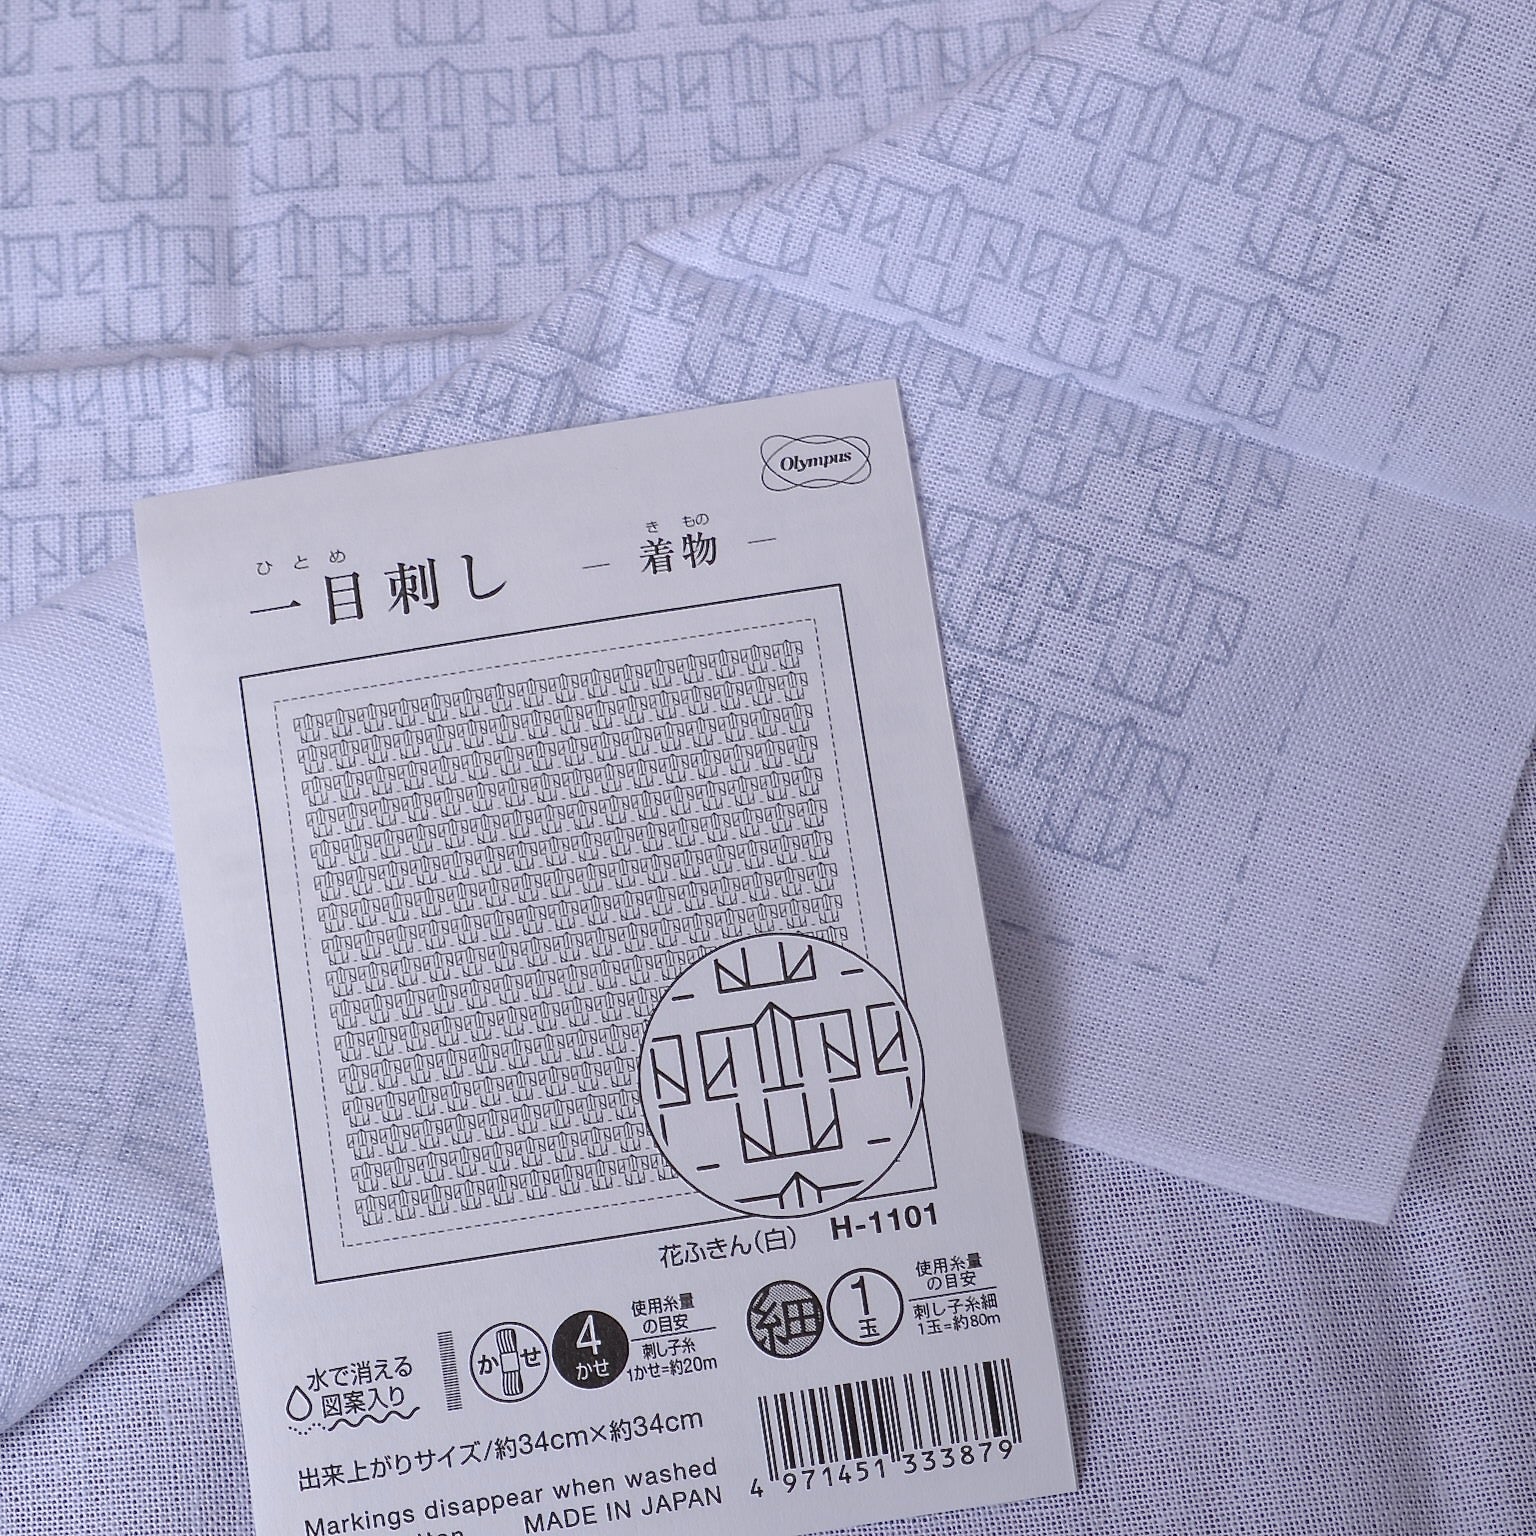 Olympus
ひとめ
一目刺し
きもの
— 着物 —
花ふきん(白) H-1101
水で消える
図案入り
かせ
4
かせ
使用糸量
の目安
刺し子糸
1かせ=約20m
細
1
玉
使用糸量
の目安
刺し子糸細
1玉=約80m
出来上がりサイズ/約34cm×約34cm
Markings disappear when washed
MADE IN JAPAN
4 971451 333879